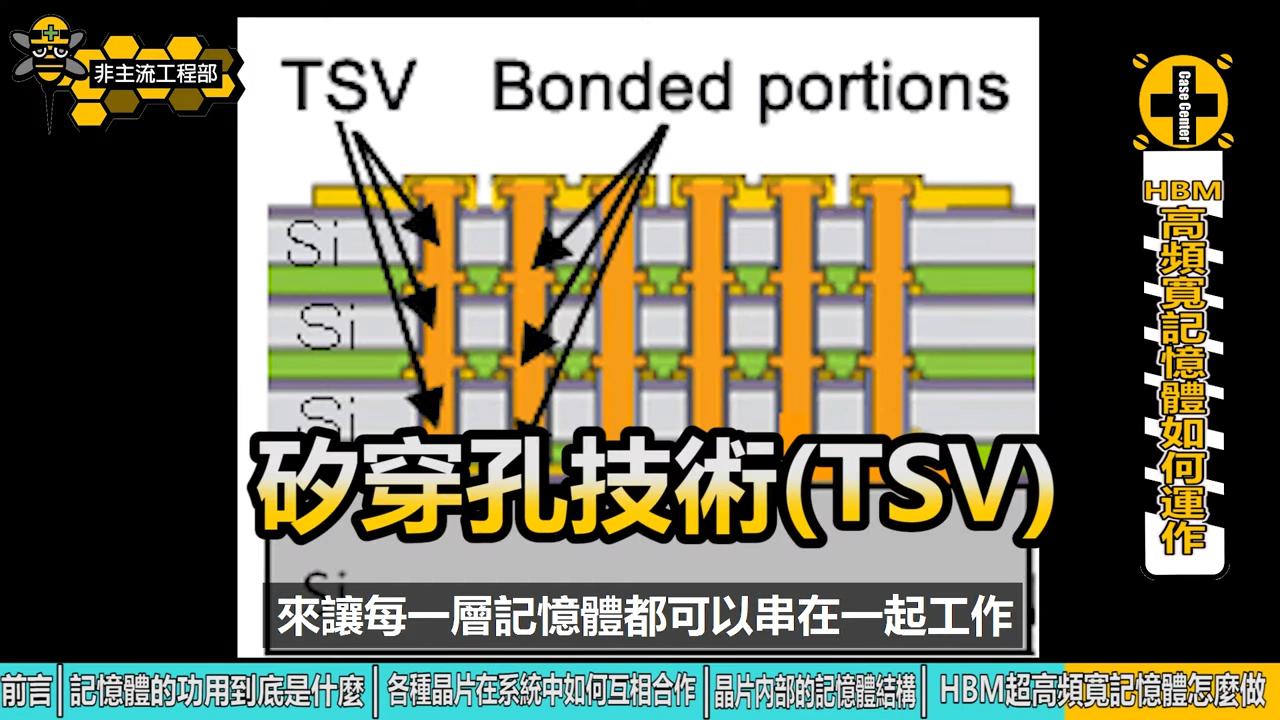 非主流工程部
TSV
Bonded portions
Case Center
HBM
高頻寬記憶體如何運作
Si
Si
Si
矽穿孔技術(TSV)
Si
來讓每一層記憶體都可以串在一起工作
前言
記憶體的功用到底是什麼
各種晶片在系統中如何互相合作
晶片內部的記憶體結構
HBM超高頻寬記憶體怎麼做